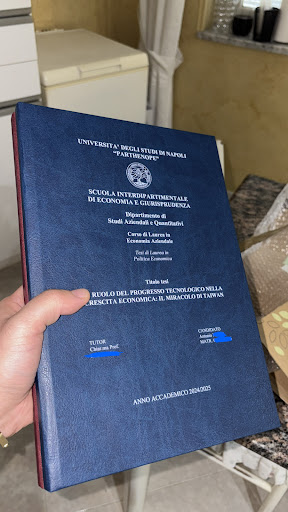 UNIVERSITA' DEGLI STUDI DI NAPOLI
"PARTHENOPE"
SCUOLA INTERDIPARTIMENTALE
DI ECONOMIA E GIURISPRUDENZA
Dipartimento di
Studi Aziendali e Quantitativi
Corso di Laurea in
Economia Aziendale
Tesi di Laurea in
Politica Economica
Titolo tesi
RUOLO DEL PROGRESSO TECNOLOGICO NELLA
CRESCITA ECONOMICA: IL MIRACOLO DI TAIWAN
TUTOR
Chiar.mo Prof.
CANDIDATO
Antonio
MATR.
ANNO ACCADEMICO 2024/2025